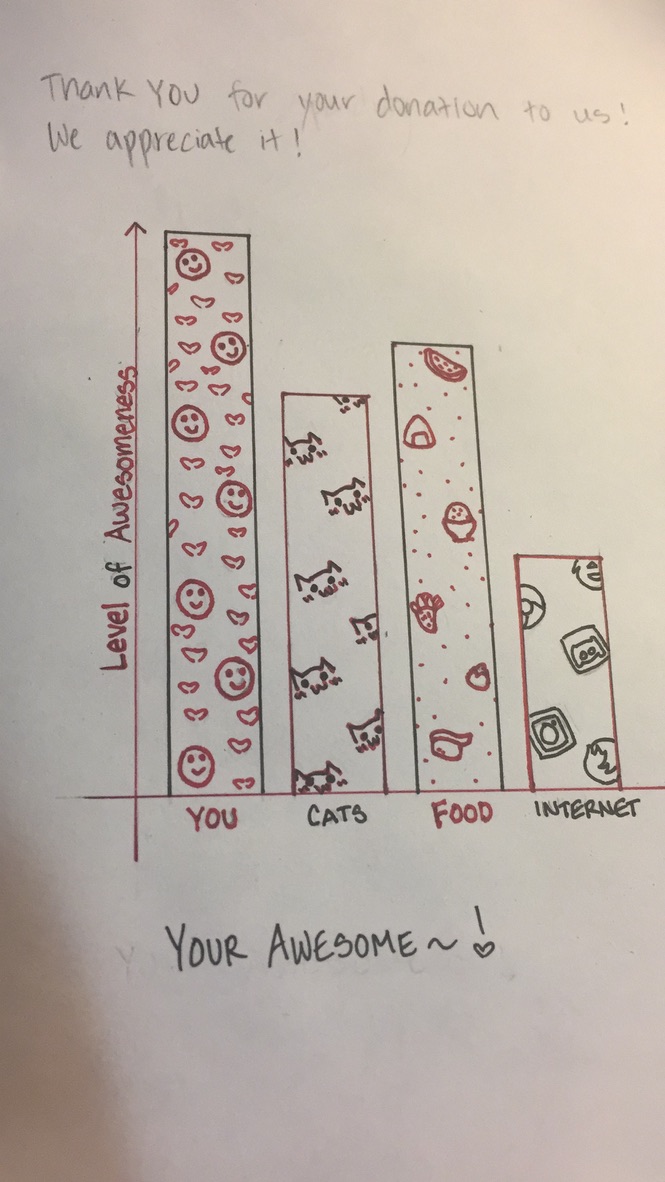 Thank You for your donation to us!
We appreciate it!
Level of Awesomeness
YOU
CATS
FOOD
INTERNET
YOUR AWESOME~!